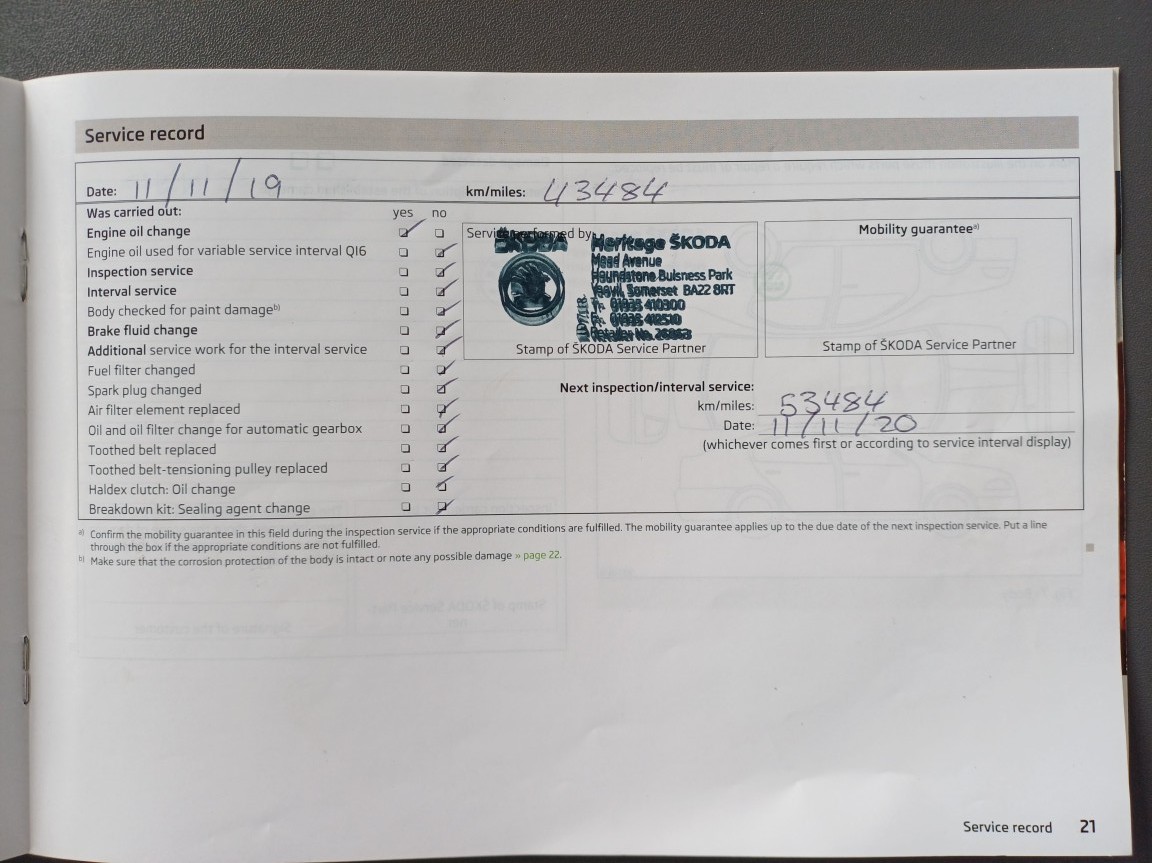 Service record
Date: 11/11/19 km/miles: 43484
Was carried out: yes no
Engine oil change
Engine oil used for variable service interval QI6
Inspection service
Interval service
Body checked for paint damage b)
Brake fluid change
Additional service work for the interval service
Fuel filter changed
Spark plug changed
Air filter element replaced
Oil and oil filter change for automatic gearbox
Toothed belt replaced
Toothed belt-tensioning pulley replaced
Haldex clutch: Oil change
Breakdown kit: Sealing agent change
Service performed by:
ŠKODA
Heritage ŠKODA
Mead Avenue
Houndstone Buisness Park
Yeovil, Somerset BA22 8RT
T: 01935 410300
F: 01935 412510
Retailer No.
Stamp of ŠKODA Service Partner
Mobility guarantee a)
Stamp of ŠKODA Service Partner
Next inspection/interval service:
km/miles: 53484
Date: 11/11/20
(whichever comes first or according to service interval display)
a) Confirm the mobility guarantee in this field during the inspection service if the appropriate conditions are fulfilled. The mobility guarantee applies up to the due date of the next inspection service. Put a line
through the box if the appropriate conditions are not fulfilled.
b) Make sure that the corrosion protection of the body is intact or note any possible damage » page 22.
Service record 21